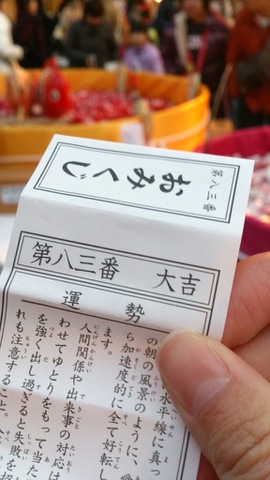 第八三番
おみくじ
第八三番 大吉
運勢
の水平線に真っ
の朝の風景のように、
ら加速度的に全て好転し
ます。
人間関係や出来事の対応は
わせてゆとりをもって当た
を強く出し過ぎると失敗を
れも注意すること。